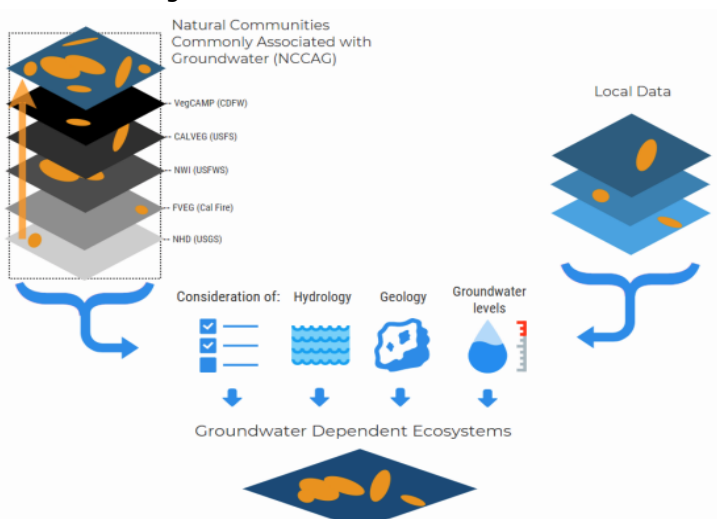 Natural Communities
Commonly Associated with
Groundwater (NCCAG)
VegCAMP (CDFW)
CALVEG (USFS)
NWI (USFWS)
FVEG (Cal Fire)
NHD (USGS)
Local Data
Consideration of:
Hydrology
Geology
Groundwater
levels
Groundwater Dependent Ecosystems